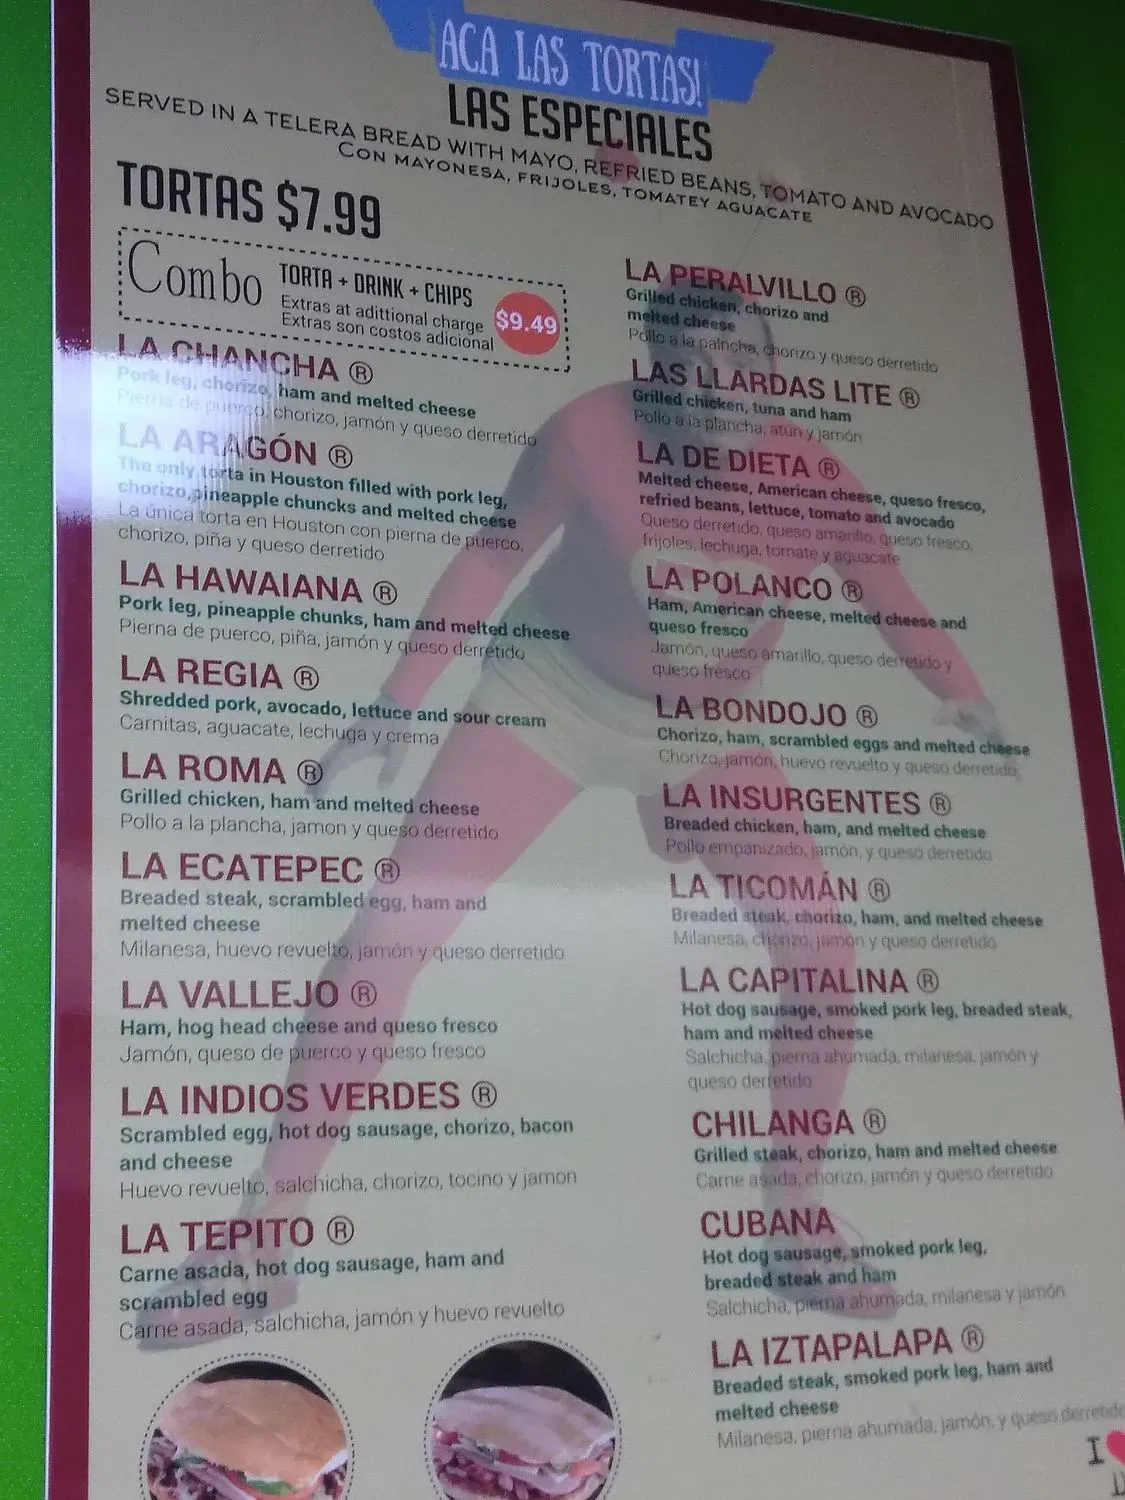 ACA LAS TORTAS!
LAS ESPECIALES
SERVED IN A TELERA BREAD WITH MAYO, REFRIED BEANS, TOMATO AND AVOCADO
CON MAYONESA, FRIJOLES, TOMATEY AGUACATE
TORTAS $7.99
Combo
TORTA + DRINK + CHIPS
Extras at adittional charge
Extras son costos adicional
$9.49
LA CHANCHA ®
Pork leg, chorizo, ham and melted cheese
Pierna de puerco, chorizo, jamón y queso derretido
LA ARAGÓN ®
The only torta in Houston filled with pork leg,
chorizo, pineapple chuncks and melted cheese
La única torta en Houston con pierna de puerco,
chorizo, piña y queso derretido
LA HAWAIANA ®
Pork leg, pineapple chunks, ham and melted cheese
Pierna de puerco, piña, jamón y queso derretido
LA REGIA ®
Shredded pork, avocado, lettuce and sour cream
Carnitas, aguacate, lechuga y crema
LA ROMA ®
Grilled chicken, ham and melted cheese
Pollo a la plancha, jamon y queso derretido
LA ECATEPEC ®
Breaded steak, scrambled egg, ham and
melted cheese
Milanesa, huevo revuelto, jamón y queso derretido
LA VALLEJO ®
Ham, hog head cheese and queso fresco
Jamón, queso de puerco y queso fresco
LA INDIOS VERDES ®
Scrambled egg, hot dog sausage, chorizo, bacon
and cheese
Huevo revuelto, salchicha, chorizo, tocino y jamon
LA TEPITO ®
Carne asada, hot dog sausage, ham and
scrambled egg
Carne asada, salchicha, jamón y huevo revuelto
LA PERALVILLO ®
Grilled chicken, chorizo and
melted cheese
Pollo a la palncha, chorizo y queso derretido
LAS LLARDAS LITE ®
Grilled chicken, tuna and ham
Pollo a la plancha, atún y jamón
LA DE DIETA ®
Melted cheese, American cheese, queso fresco,
refried beans, lettuce, tomato and avocado
Queso derretido, queso amarillo, queso fresco,
frijoles, lechuga, tomate y aguacate
LA POLANCO ®
Ham, American cheese, melted cheese and
queso fresco
Jamón, queso amarillo, queso derretido y
queso fresco
LA BONDOJO ®
Chorizo, ham, scrambled eggs and melted cheese
Chorizo, jamón, huevo revuelto y queso derretido
LA INSURGENTES ®
Breaded chicken, ham, and melted cheese
Pollo empanizado, jamón, y queso derretido
LA TICOMÁN ®
Breaded steak, chorizo, ham, and melted cheese
Milanesa, chorizo, jamon y queso derretido
LA CAPITALINA ®
Hot dog sausage, smoked pork leg, breaded steak,
ham and melted cheese
Salchicha, pierna ahumada, milanesa, jamón y
queso derretido
CHILANGA ®
Grilled steak, chorizo, ham and melted cheese
Carne asada, chorizo, jamón y queso derretido
CUBANA
Hot dog sausage, smoked pork leg,
breaded steak and ham
Salchicha, pierna ahumada, milanesa y jamón
LA IZTAPALAPA ®
Breaded steak, smoked pork leg, ham and
melted cheese
Milanesa, pierna ahumada, jamón, y queso derretido
I